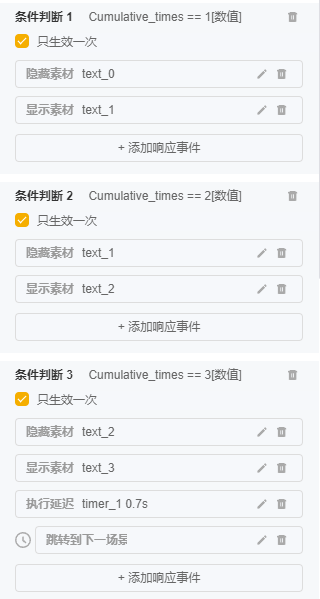 条件判断 1 Cumulative_times == 1[数值]
只生效一次
隐藏素材 text_0
显示素材 text_1
+ 添加响应事件
条件判断 2 Cumulative_times == 2[数值]
只生效一次
隐藏素材 text_1
显示素材 text_2
+ 添加响应事件
条件判断 3 Cumulative_times == 3[数值]
只生效一次
隐藏素材 text_2
显示素材 text_3
执行延迟 timer_1 0.7s
跳转到下一场景
+ 添加响应事件